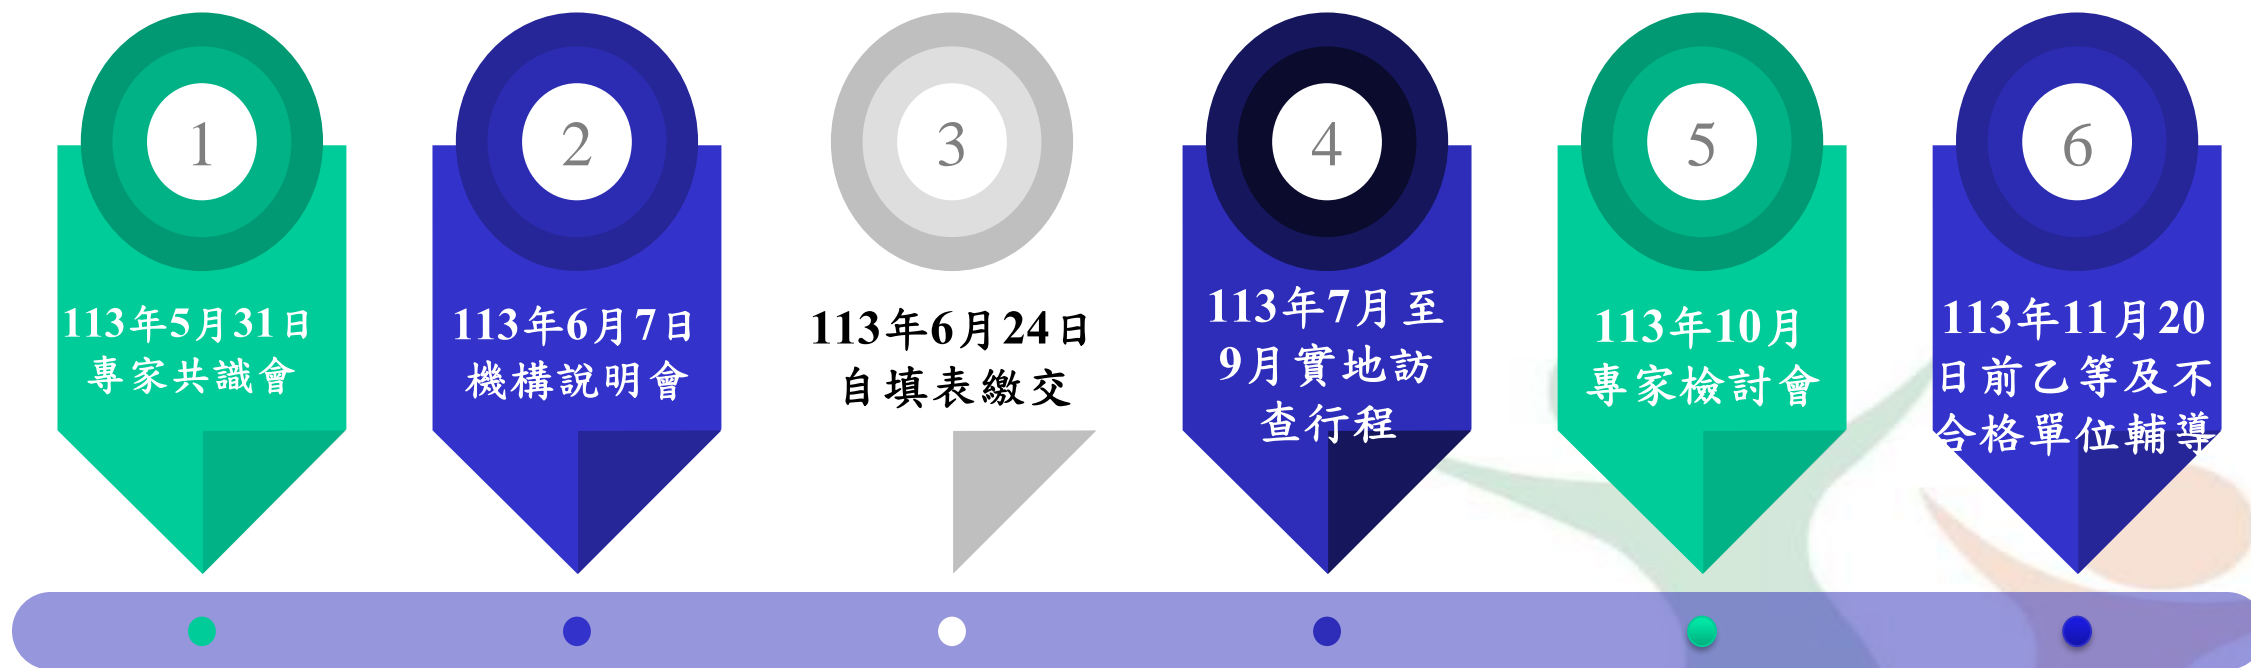 1
113年5月31日
專家共識會
2
113年6月7日
機構說明會
3
113年6月24日
自填表繳交
4
113年7月至
9月實地訪
查行程
5
113年10月
專家檢討會
6
113年11月20
日前乙等及不
合格單位輔導